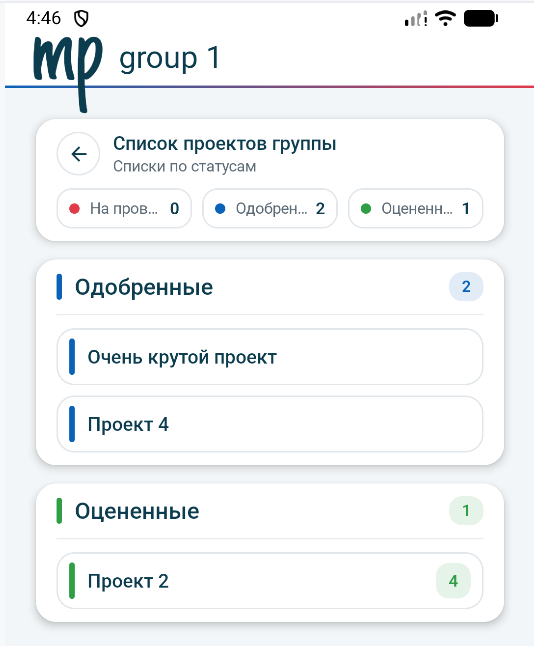 4:46
mp group 1
Список проектов группы
Списки по статусам
На пров... 0
Одобрен... 2
Оцененн... 1
Одобренные 2
Очень крутой проект
Проект 4
Оцененные 1
Проект 2 4